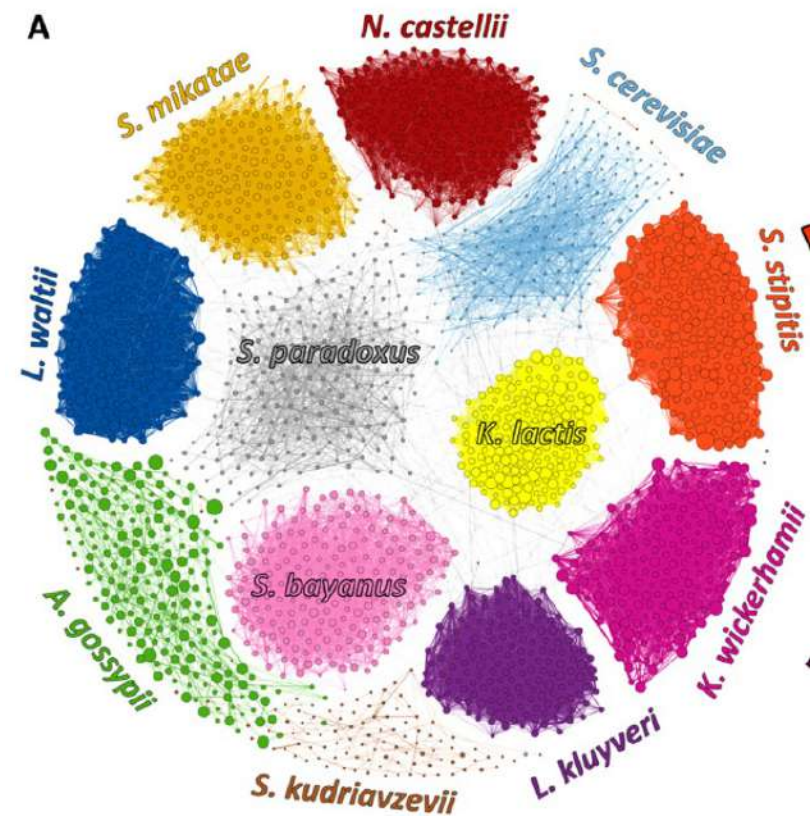 A
N. castellii
S. mikatae
S. cerevisiae
L. waltii
S. stipitis
S. paradoxus
K. lactis
S. bayanus
K. wickerhamii
A. gossypii
L. kluyveri
S. kudriavzevii